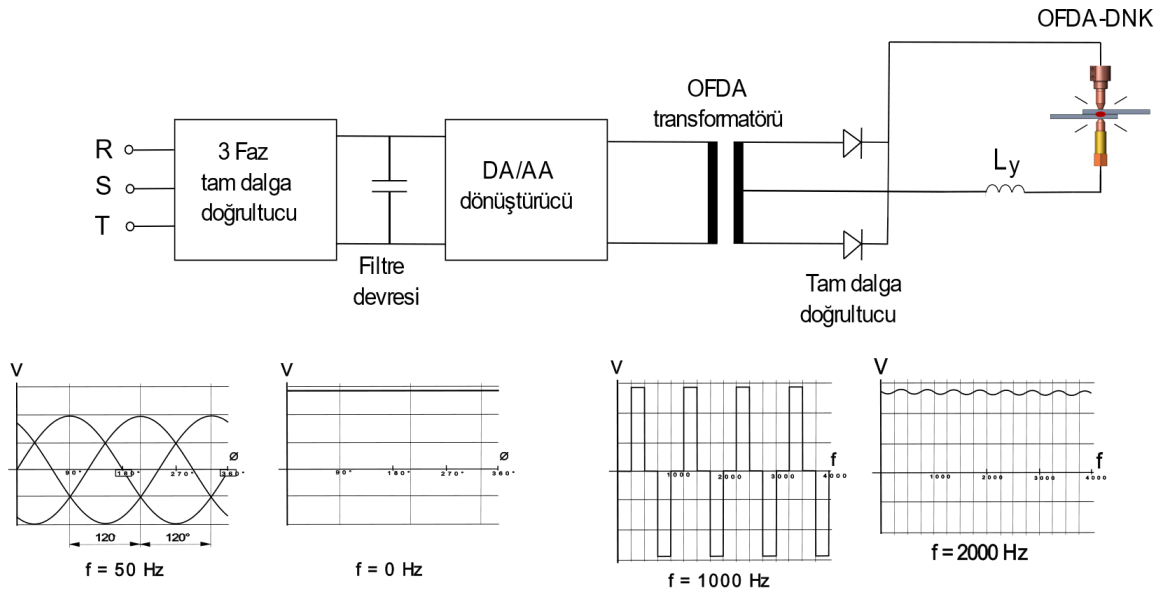 OFDA-DNK
OFDA
transformatörü
R
S
T
3 Faz
tam dalga
doğrultucu
DA/AA
dönüştürücü
Ly
Filtre
devresi
Tam dalga
doğrultucu
V
ø
90°
180°
270°
360°
120
120°
f = 50 Hz
V
ø
90°
180°
270°
360°
f = 0 Hz
V
f
1000
2000
3000
4000
f = 1000 Hz
V
f
1000
2000
3000
4000
f = 2000 Hz